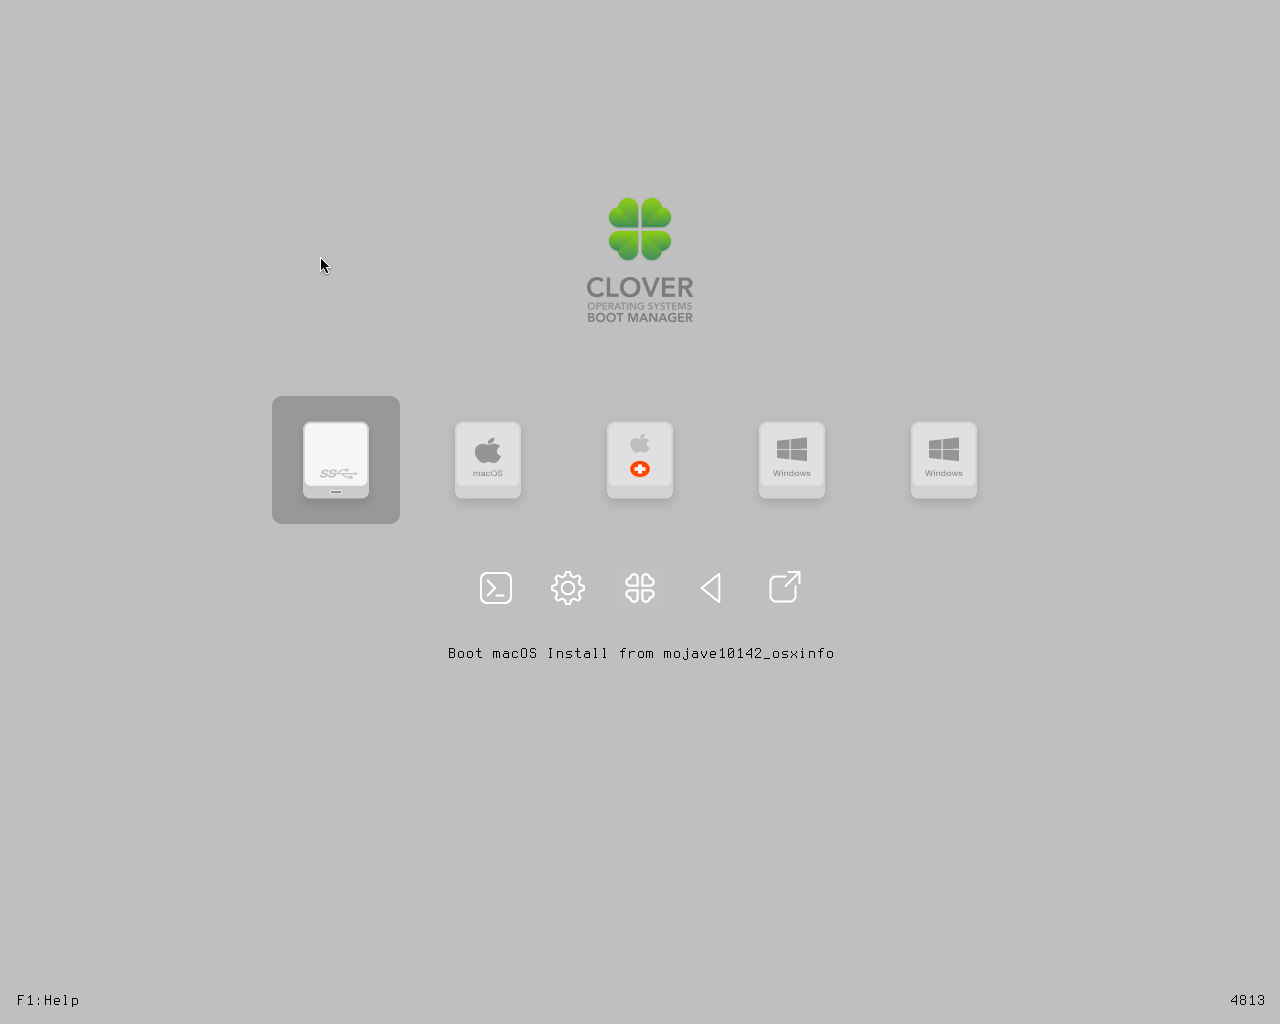 CLOVER
OPERATING SYSTEMS
BOOT MANAGER
SS
macOS
Windows
Windows
Boot macOS Install from mojave10142_osxinfo
F1:Help
4813